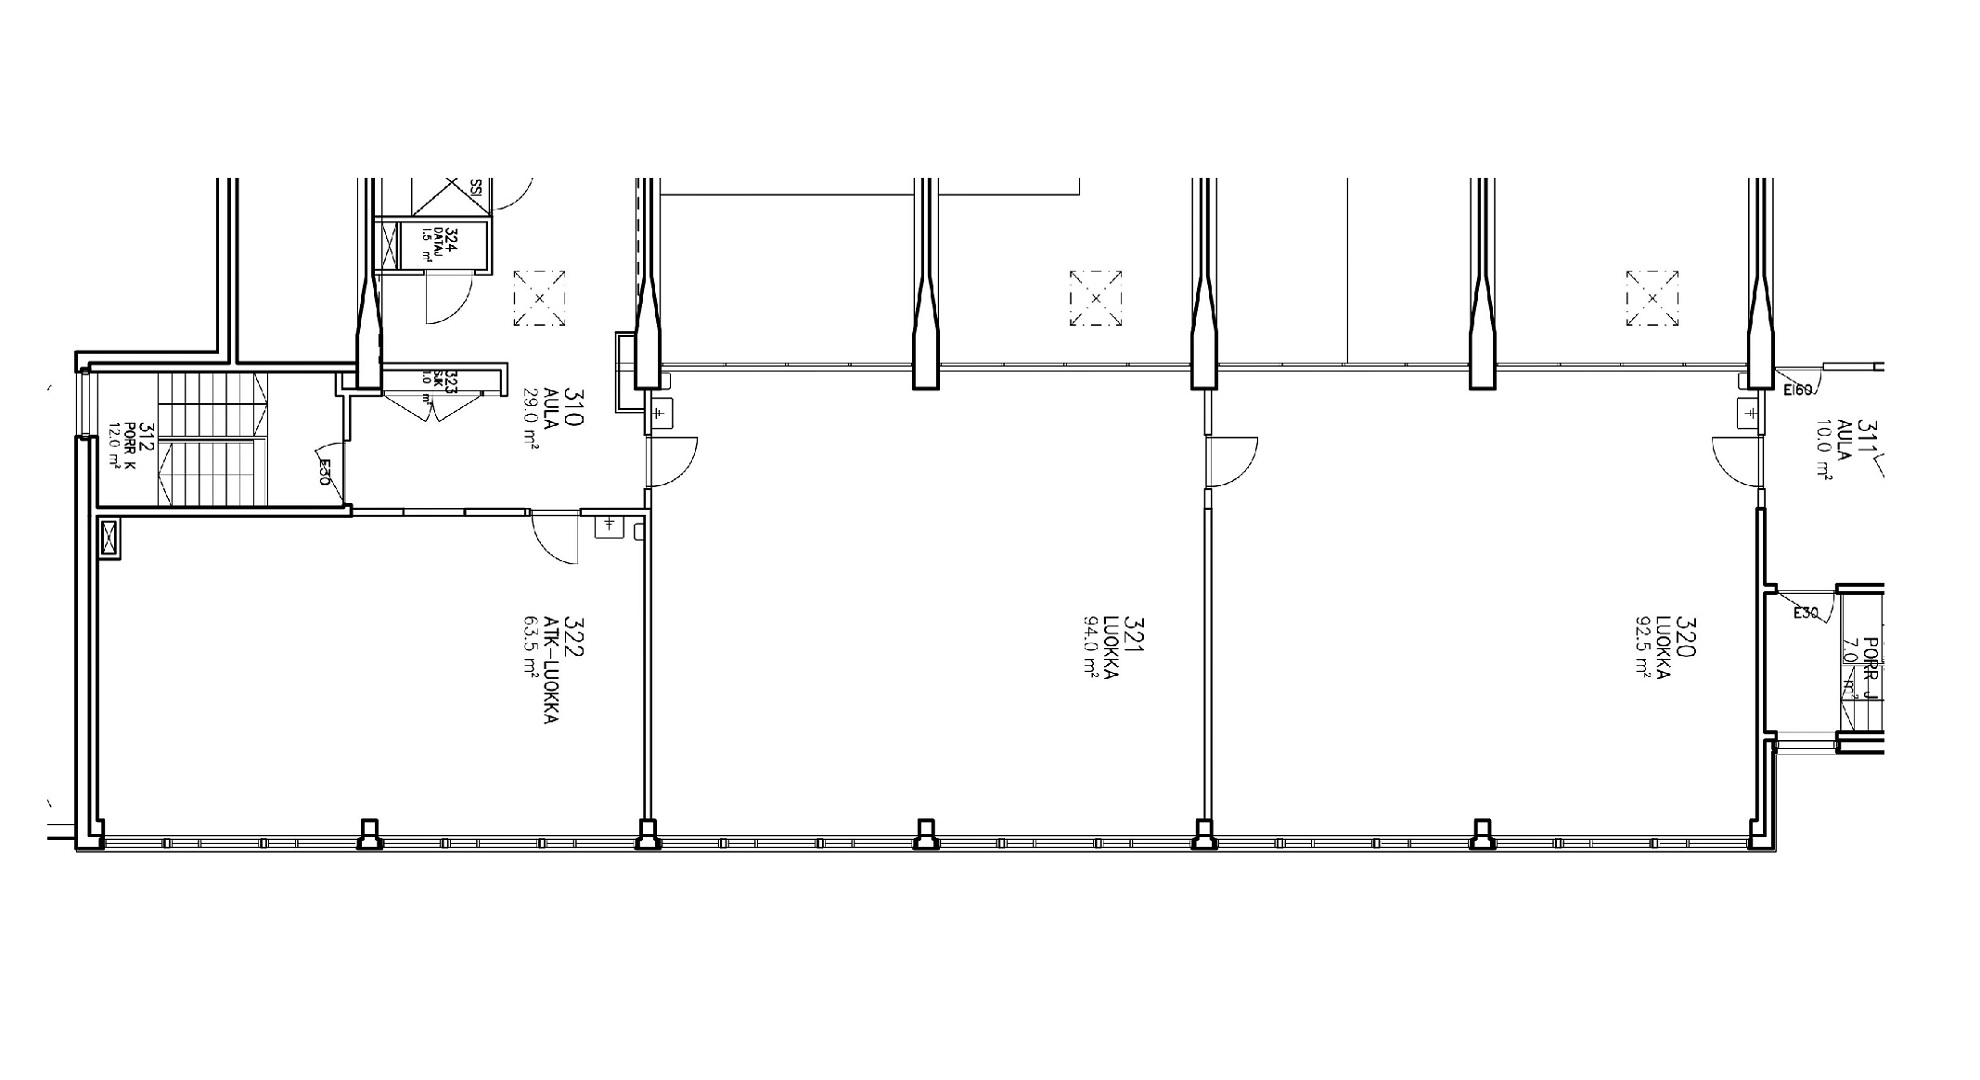 SSI
324
DATAJ
1.5 m²
323
SJK
1.0 m²
310
AULA
29.0 m²
312
PORR K
12.0 m²
E30
EI60
311
AULA
10.0 m²
322
ATK-LUOKKA
63.5 m²
321
LUOKKA
94.0 m²
320
LUOKKA
92.5 m²
E30
PORR J
7.0 m²